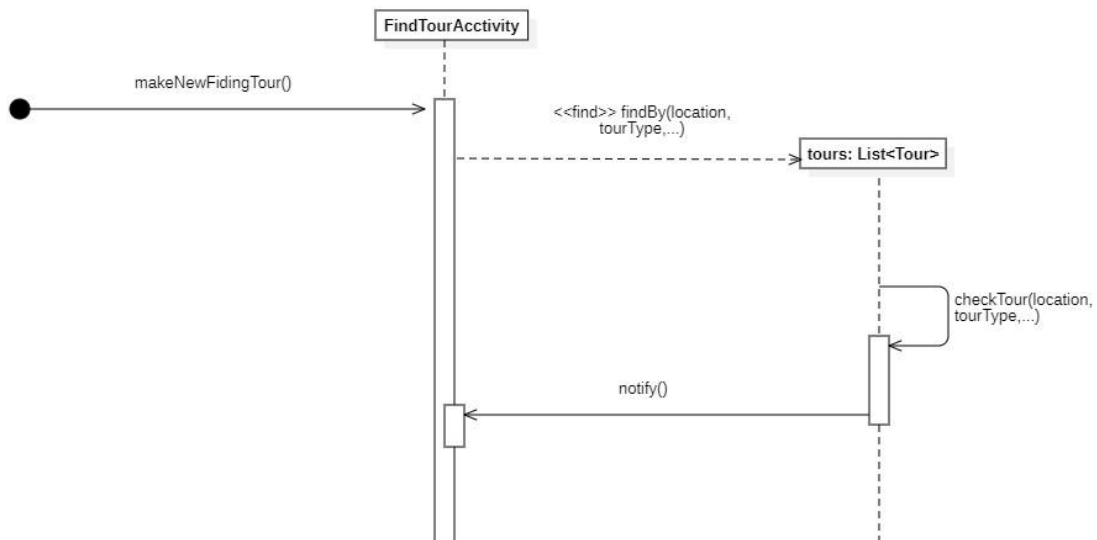 FindTourAcctivity
makeNewFidingTour()
<<find>> findBy(location,
tourType,...)
tours: List<Tour>
checkTour(location,
tourType,...)
notify()